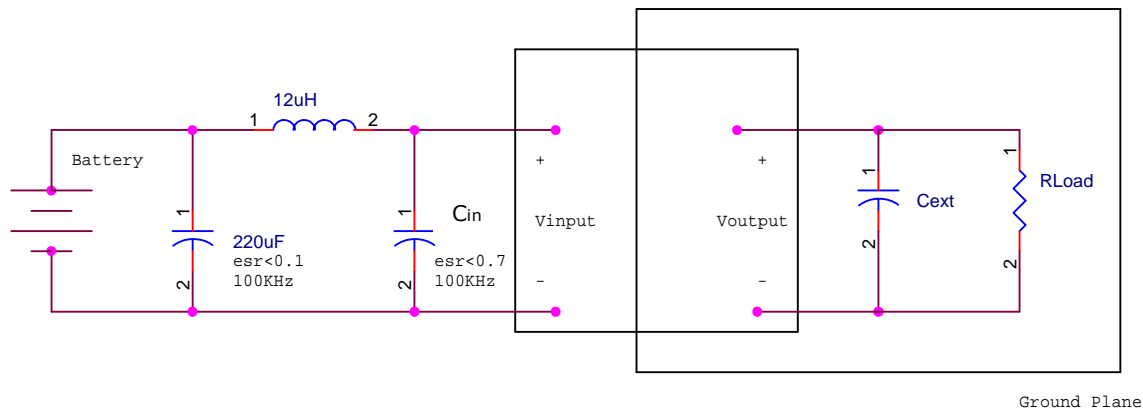 12uH
1
2
Battery
+
+
1
RLoad
1
1
1
Cin
Vinput
Voutput
Cext
220uF
esr<0.1
100KHz
esr<0.7
100KHz
2
2
2
2
-
-
Ground Plane